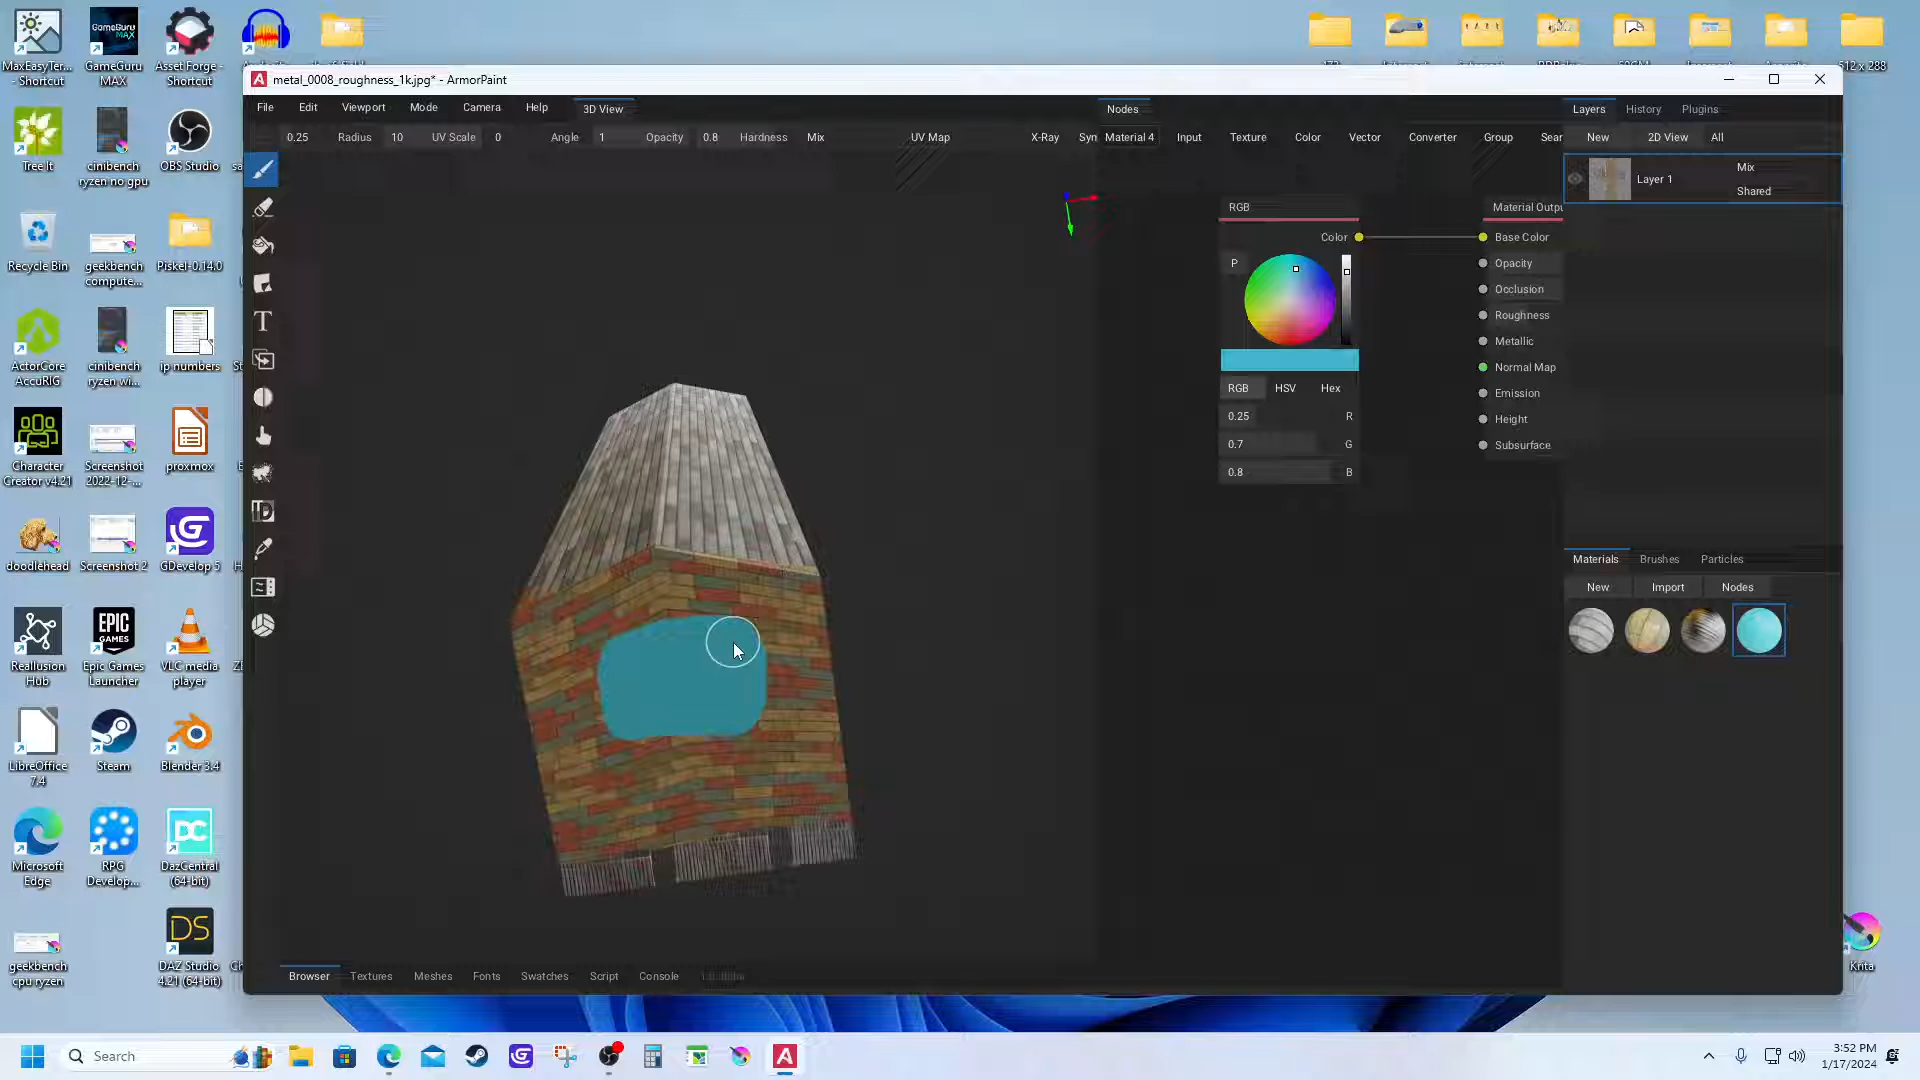 MaxEasyTer... - Shortcut
GameGuru MAX
Asset Forge - Shortcut
512 x 288
metal_0008_roughness_1k.jpg* - ArmorPaint
File Edit Viewport Mode Camera Help 3D View
Nodes
Layers History Plugins
0.25 Radius 10 UV Scale 0 Angle 1 Opacity 0.8 Hardness Mix UV Map X-Ray Syn
Material 4 Input Texture Color Vector Converter Group Sear
New 2D View All
Layer 1
Mix
Shared
RGB
Color
P
RGB HSV Hex
0.25 R
0.7 G
0.8 B
Material Outpu
Base Color
Opacity
Occlusion
Roughness
Metallic
Normal Map
Emission
Height
Subsurface
Materials Brushes Particles
New Import Nodes
Browser Textures Meshes Fonts Swatches Script Console
Tree It
cinibench ryzen no gpu
OBS Studio
Recycle Bin
geekbench compute...
Piskel-0.14.0
ActorCore AccuRIG
cinibench ryzen wi...
ip numbers
Character Creator v4.21
Screenshot 2022-12-...
proxmox
doodlehead
Screenshot 2
GDevelop 5
Reallusion Hub
Epic Games Launcher
VLC media player
LibreOffice 7.4
Steam
Blender 3.4
Microsoft Edge
RPG Develop...
DazCentral (64-bit)
geekbench cpu ryzen
DAZ Studio 4.21 (64-bit)
Krita
Search
3:52 PM
1/17/2024